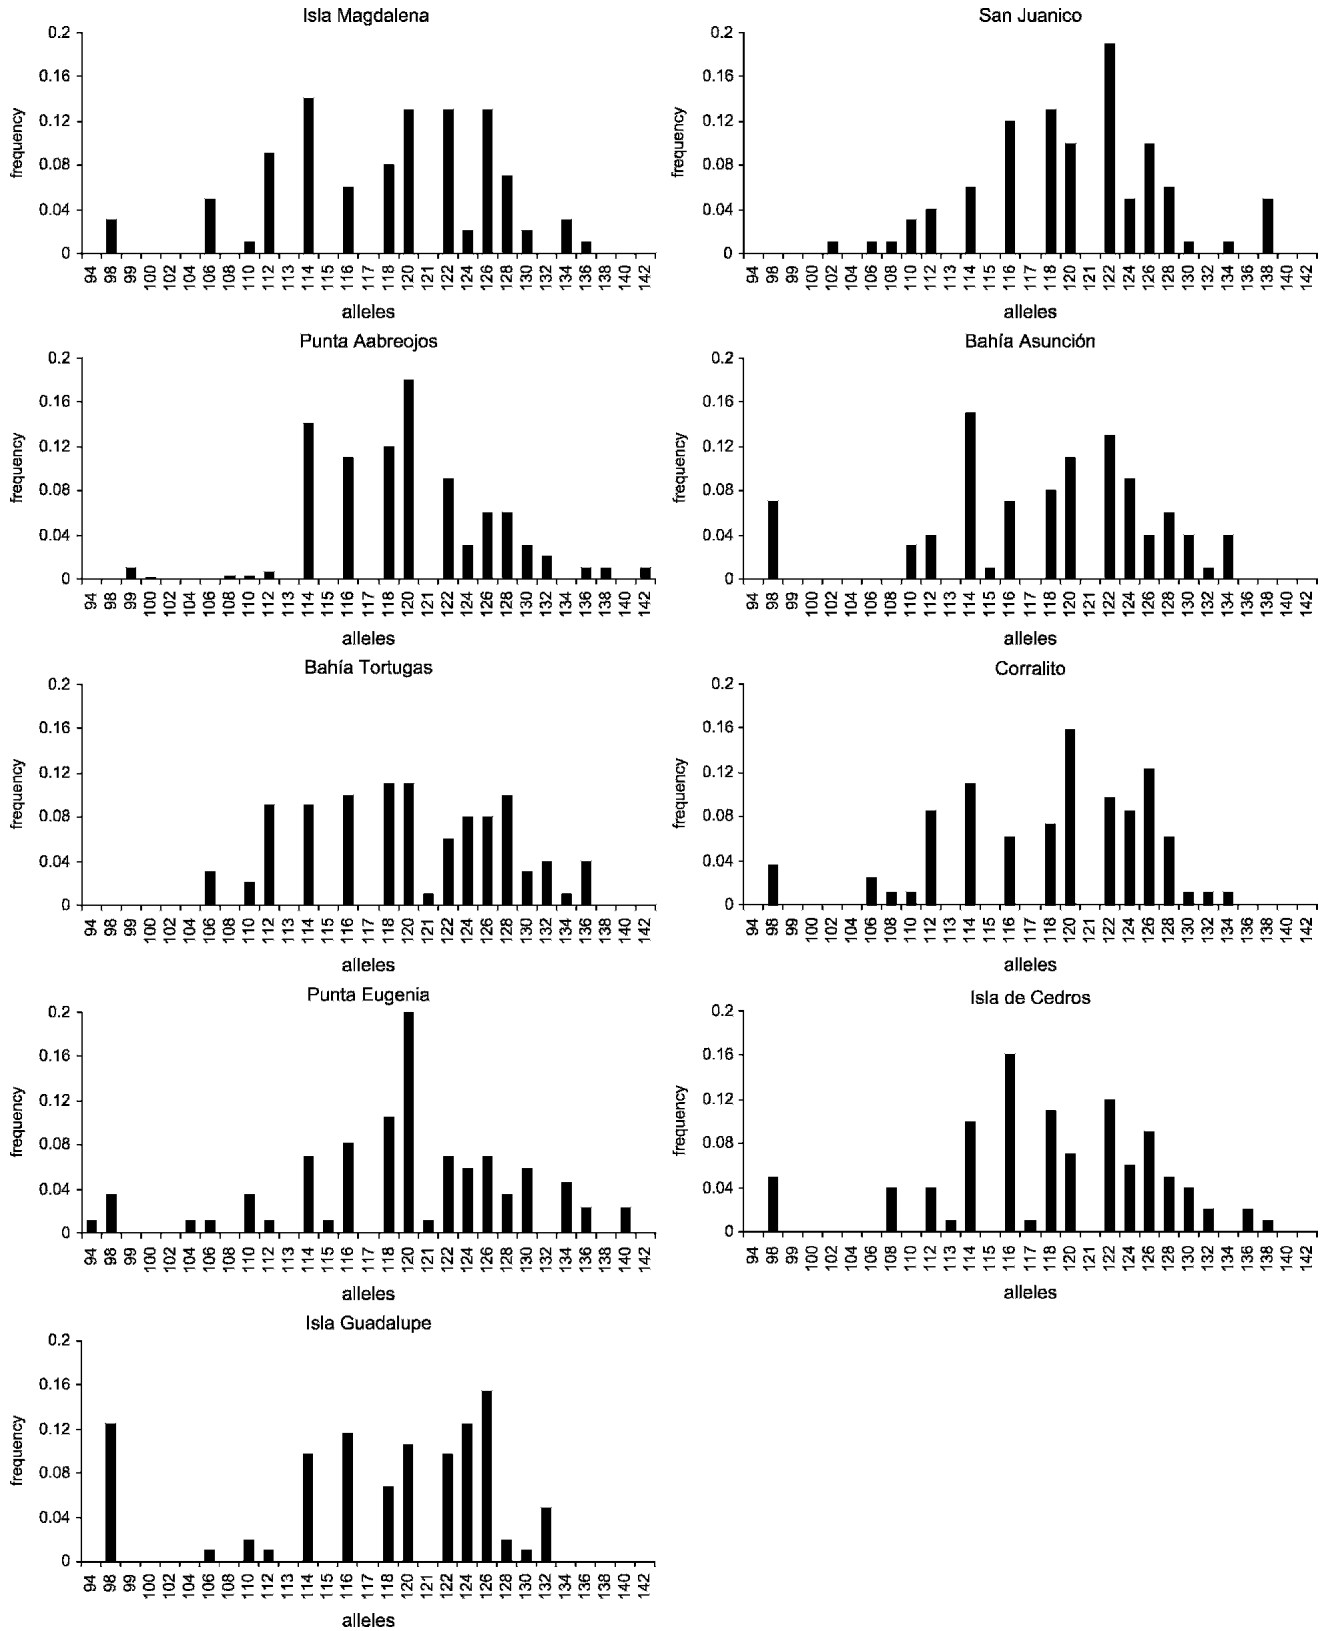 Isla Magdalena
0.2
0.16
0.12
0.08
0.04
0
frequency
94 98 99 100 102 104 106 108 110 112 113 114 115 116 117 118 120 121 122 124 126 128 130 132 134 136 138 140 142
alleles
San Juanico
0.2
0.16
0.12
0.08
0.04
0
frequency
94 98 99 100 102 104 106 108 110 112 113 114 115 116 117 118 120 121 122 124 126 128 130 132 134 136 138 140 142
alleles
Punta Aabreojos
0.2
0.16
0.12
0.08
0.04
0
frequency
94 98 99 100 102 104 106 108 110 112 113 114 115 116 117 118 120 121 122 124 126 128 130 132 134 136 138 140 142
alleles
Bahía Asunción
0.2
0.16
0.12
0.08
0.04
0
frequency
94 98 99 100 102 104 106 108 110 112 113 114 115 116 117 118 120 121 122 124 126 128 130 132 134 136 138 140 142
alleles
Bahía Tortugas
0.2
0.16
0.12
0.08
0.04
0
frequency
94 98 99 100 102 104 106 108 110 112 113 114 115 116 117 118 120 121 122 124 126 128 130 132 134 136 138 140 142
alleles
Corralito
0.2
0.16
0.12
0.08
0.04
0
frequency
94 98 99 100 102 104 106 108 110 112 113 114 115 116 117 118 120 121 122 124 126 128 130 132 134 136 138 140 142
alleles
Punta Eugenia
0.2
0.16
0.12
0.08
0.04
0
frequency
94 98 99 100 102 104 106 108 110 112 113 114 115 116 117 118 120 121 122 124 126 128 130 132 134 136 138 140 142
alleles
Isla de Cedros
0.2
0.16
0.12
0.08
0.04
0
frequency
94 98 99 100 102 104 106 108 110 112 113 114 115 116 117 118 120 121 122 124 126 128 130 132 134 136 138 140 142
alleles
Isla Guadalupe
0.2
0.16
0.12
0.08
0.04
0
frequency
94 98 99 100 102 104 106 108 110 112 113 114 115 116 117 118 120 121 122 124 126 128 130 132 134 136 138 140 142
alleles